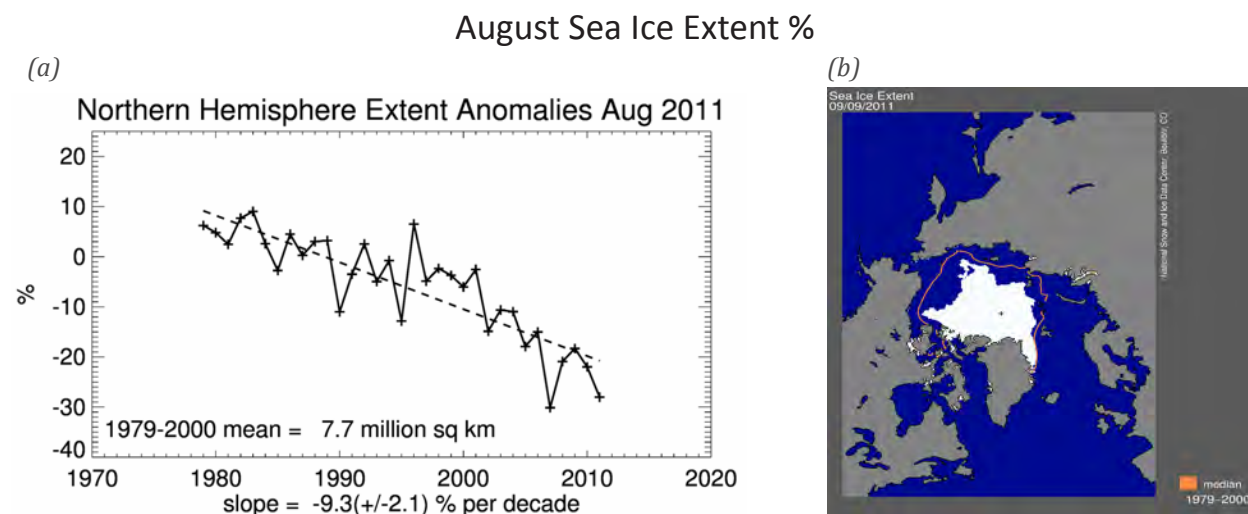 August Sea Ice Extent %
(a)
(b)
Northern Hemisphere Extent Anomalies Aug 2011
%
20
10
0
-10
-20
-30
-40
1979-2000 mean = 7.7 million sq km
1970 1980 1990 2000 2010 2020
slope = -9.3(+/-2.1) % per decade
Sea Ice Extent
09/09/2011
National Snow and Ice Data Center, Boulder, CO
median
1979-2000